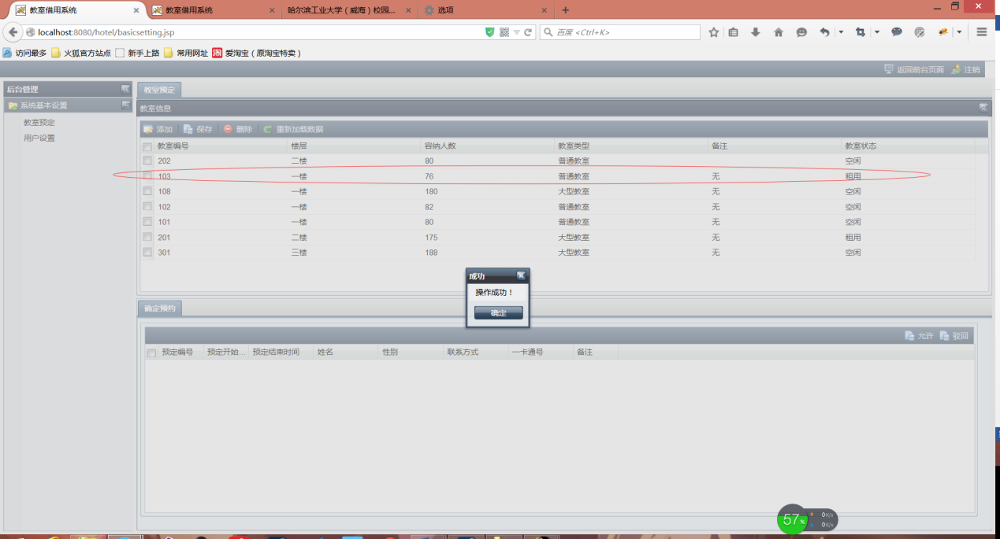 教室借用系统 教室借用系统 哈尔滨工业大学（威海）校园... 选项
localhost:8080/hotel/basicsetting.jsp 百度 <Ctrl+K>
访问最多 火狐官方站点 新手上路 常用网址 淘 爱淘宝（原淘宝特卖）
返回前台页面 注销
后台管理 教室预定
系统基本设置 教室信息
教室预定
用户设置
添加 保存 删除 重新加载数据
教室编号 楼层 容纳人数 教室类型 备注 教室状态
202 二楼 80 普通教室 空闲
103 一楼 76 普通教室 无 租用
108 一楼 180 大型教室 无 空闲
102 一楼 82 普通教室 无 空闲
101 一楼 80 普通教室 无 空闲
201 二楼 175 大型教室 无 租用
301 三楼 188 大型教室 无 空闲
成功
操作成功！
确定
确定预约
允许 驳回
预定编号 预定开始... 预定结束时间 姓名 性别 联系方式 一卡通号 备注
57% 0K/s
0K/s